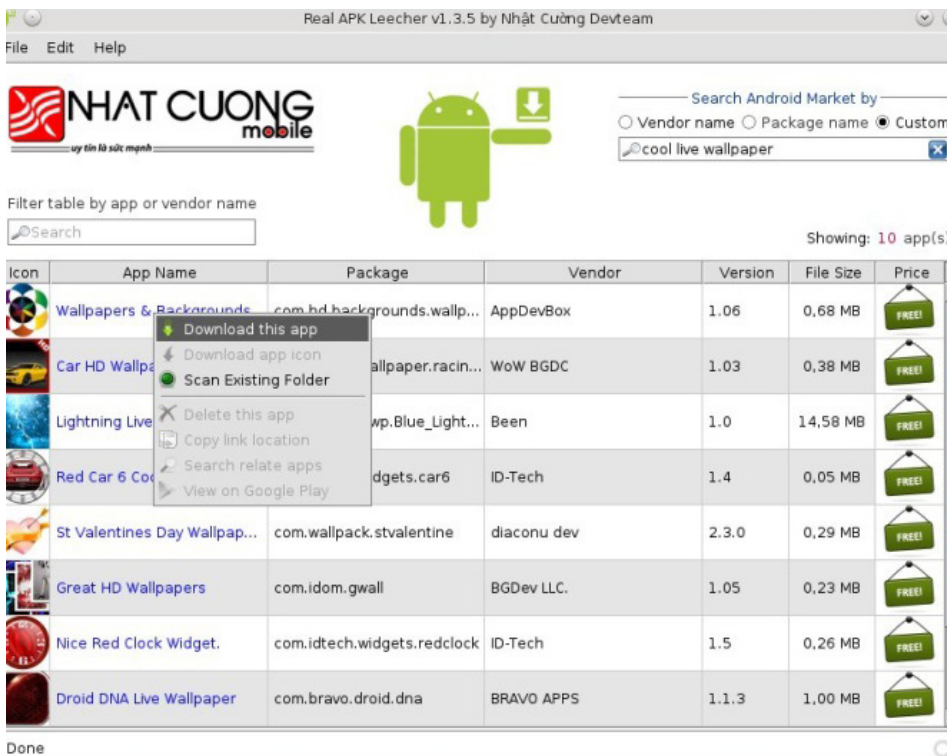 Real APK Leecher v1.3.5 by Nhật Cường Devteam
File Edit Help
NHAT CUONG
mobile
uy tín là sức mạnh
Search Android Market by
Vendor name Package name Custom
cool live wallpaper
Filter table by app or vendor name
Search
Showing: 10 app(s)
Icon App Name Package Vendor Version File Size Price
Wallpapers & Backgrounds com.hd.backgrounds.wallp... AppDevBox 1.06 0,68 MB FREE!
Download this app
Download app icon
Car HD Wallpa allpaper.racin... WoW BGDC 1.03 0,38 MB FREE!
Scan Existing Folder
Delete this app
Lightning Live wp.Blue_Light... Been 1.0 14,58 MB FREE!
Copy link location
Search relate apps
Red Car 6 Coo dgets.car6 ID-Tech 1.4 0,05 MB FREE!
View on Google Play
St Valentines Day Wallpap... com.wallpack.stvalentine diaconu dev 2.3.0 0,29 MB FREE!
Great HD Wallpapers com.idom.gwall BGDev LLC. 1.05 0,23 MB FREE!
Nice Red Clock Widget. com.idtech.widgets.redclock ID-Tech 1.5 0,26 MB FREE!
Droid DNA Live Wallpaper com.bravo.droid.dna BRAVO APPS 1.1.3 1,00 MB FREE!
Done